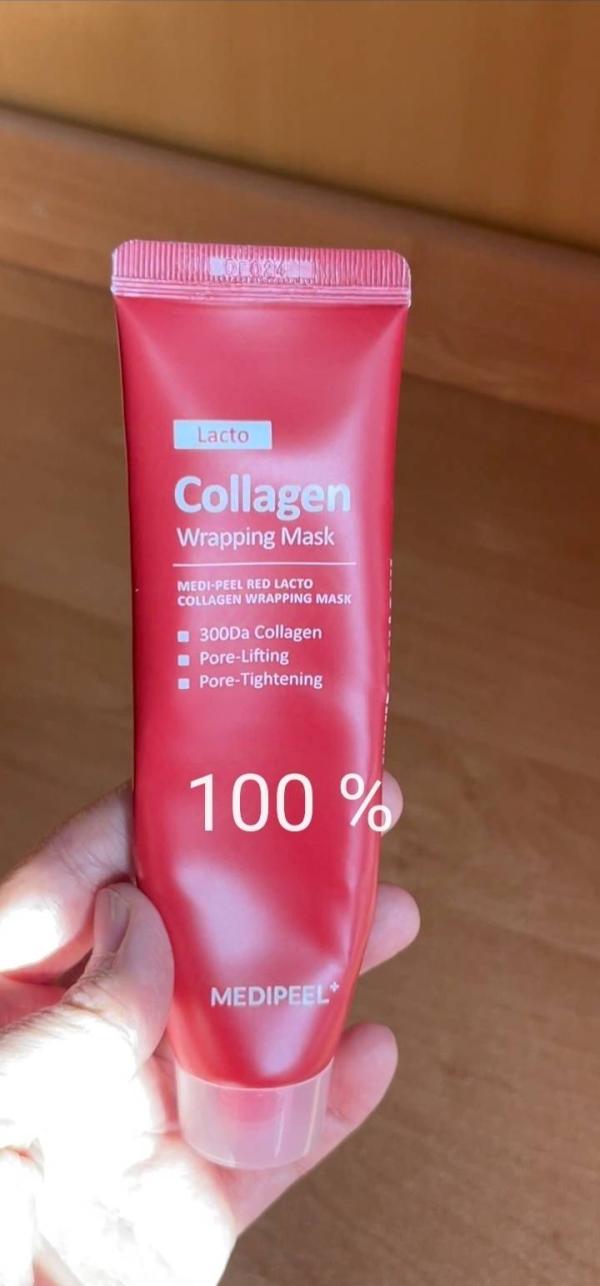 Lacto
Collagen
Wrapping Mask
MEDI-PEEL RED LACTO
COLLAGEN WRAPPING MASK
300Da Collagen
Pore-Lifting
Pore-Tightening
100 %
MEDIPEEL+